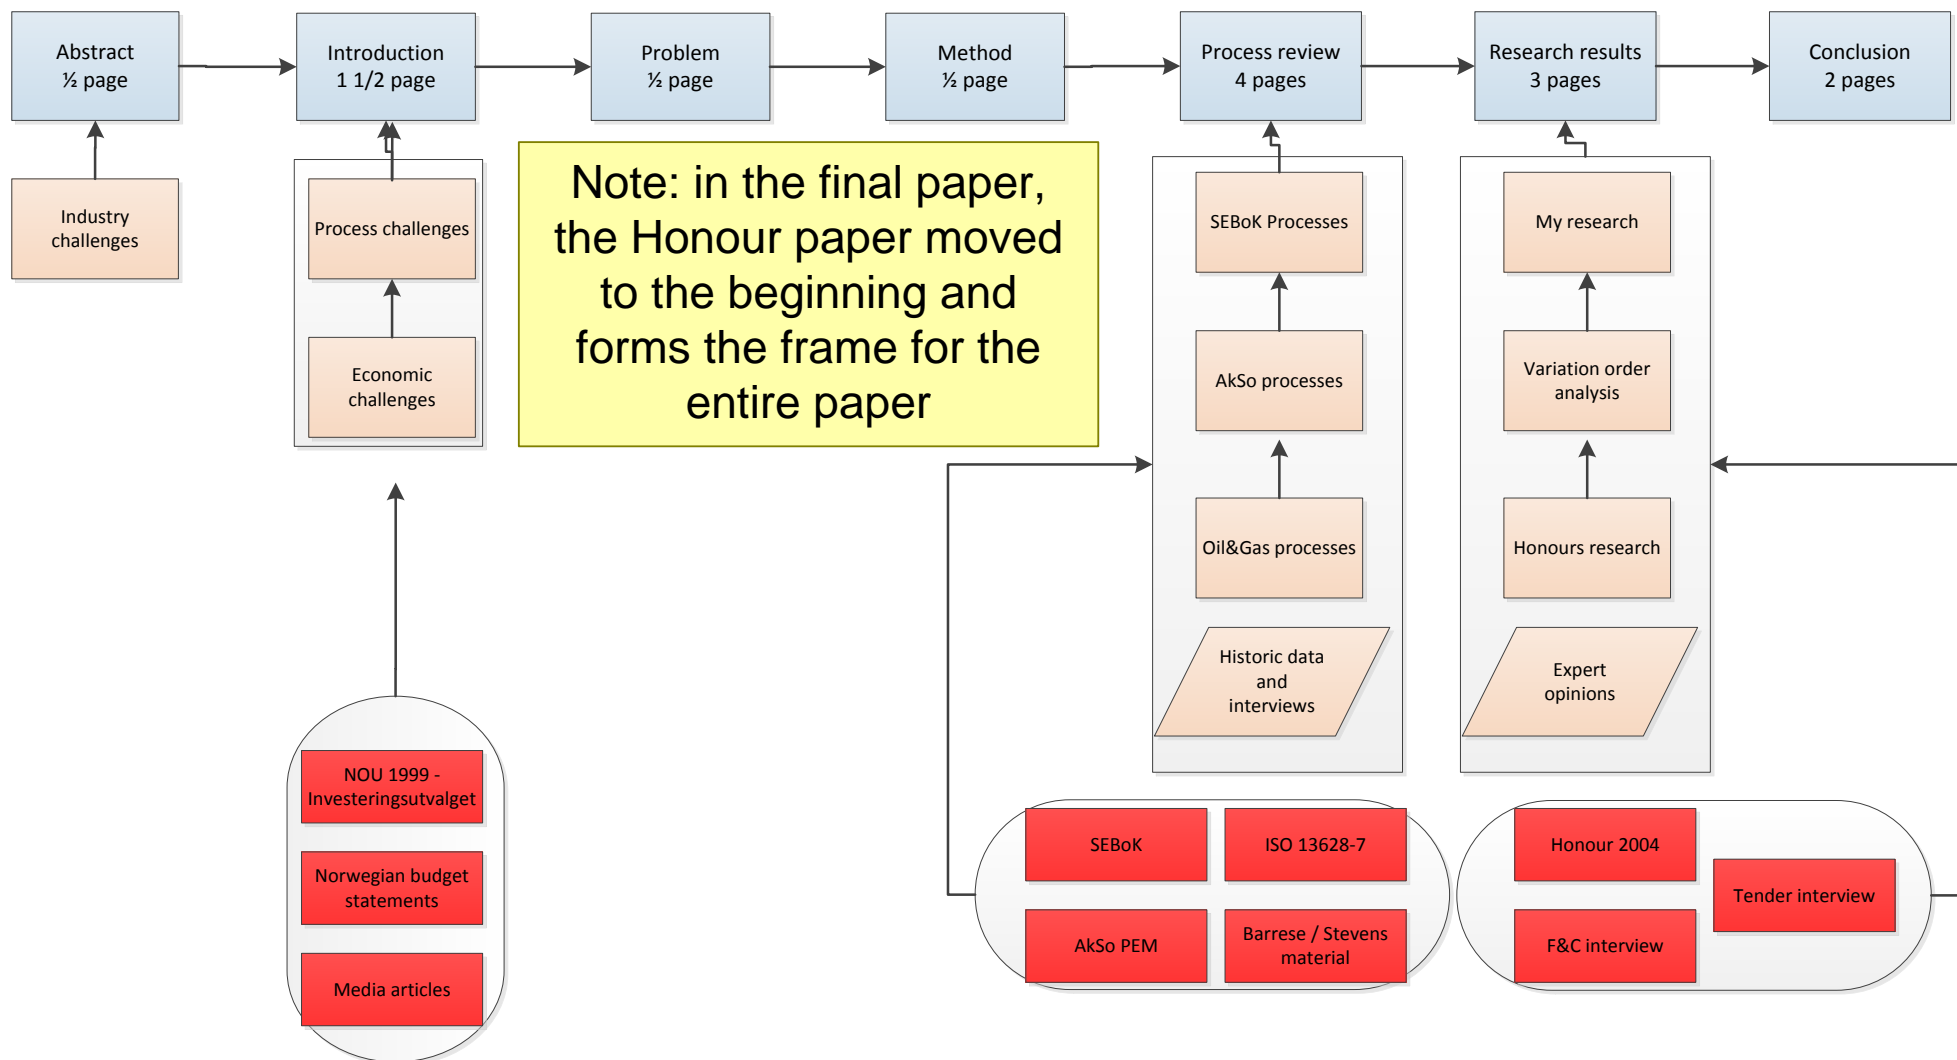 Abstract
½ page
Introduction
1 1/2 page
Problem
½ page
Method
½ page
Process review
4 pages
Research results
3 pages
Conclusion
2 pages
Industry
challenges
Process challenges
Economic
challenges
Note: in the final paper,
the Honour paper moved
to the beginning and
forms the frame for the
entire paper
SEBoK Processes
AkSo processes
Oil&Gas processes
Historic data
and
interviews
My research
Variation order
analysis
Honours research
Expert
opinions
NOU 1999 -
Investeringsutvalget
Norwegian budget
statements
Media articles
SEBoK
ISO 13628-7
AkSo PEM
Barrese / Stevens
material
Honour 2004
Tender interview
F&C interview